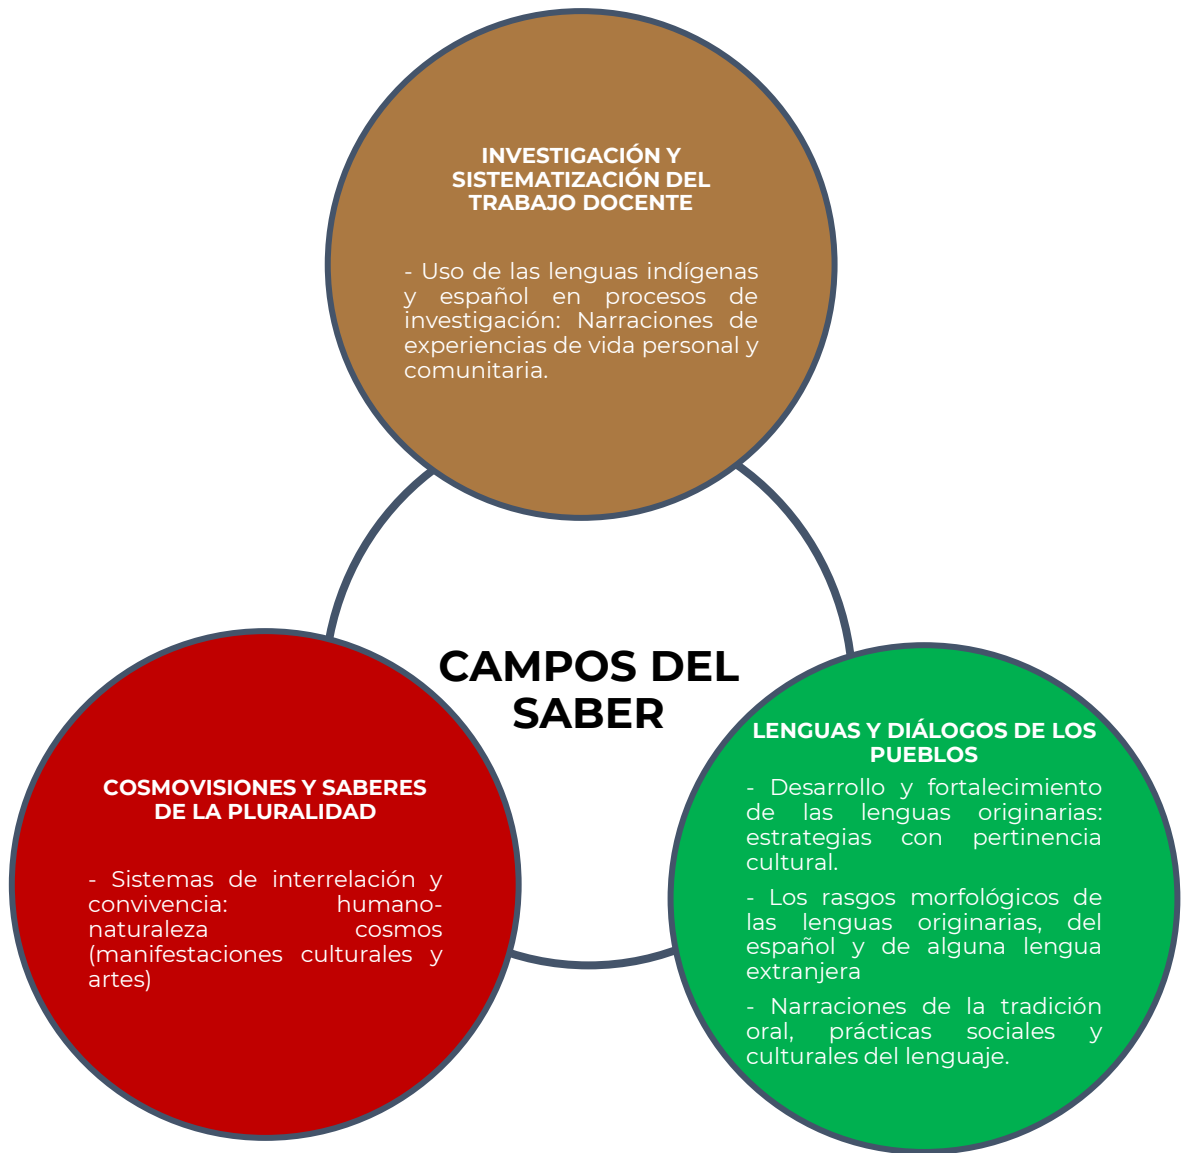 INVESTIGACIÓN Y
SISTEMATIZACIÓN DEL
TRABAJO DOCENTE
- Uso de las lenguas indígenas
y español en procesos de
investigación: Narraciones de
experiencias de vida personal y
comunitaria.
CAMPOS DEL
SABER
COSMOVISIONES Y SABERES
DE LA PLURALIDAD
- Sistemas de interrelación y
convivencia: humano-
naturaleza cosmos
(manifestaciones culturales y
artes)
LENGUAS Y DIÁLOGOS DE LOS
PUEBLOS
- Desarrollo y fortalecimiento
de las lenguas originarias:
estrategias con pertinencia
cultural.
- Los rasgos morfológicos de
las lenguas originarias, del
español y de alguna lengua
extranjera
- Narraciones de la tradición
oral, prácticas sociales y
culturales del lenguaje.